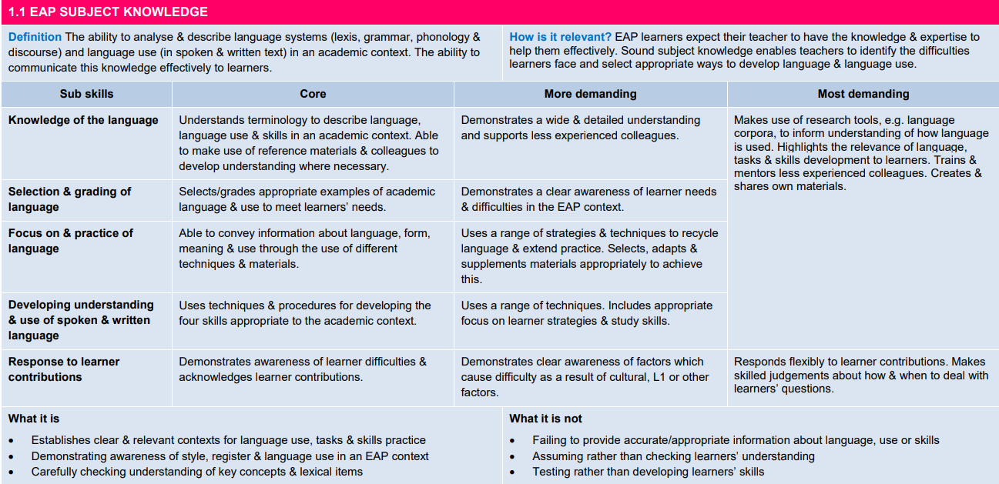 1.1 EAP SUBJECT KNOWLEDGE
Definition The ability to analyse & describe language systems (lexis, grammar, phonology &
discourse) and language use (in spoken & written text) in an academic context. The ability to
communicate this knowledge effectively to learners.
How is it relevant? EAP learners expect their teacher to have the knowledge & expertise to
help them effectively. Sound subject knowledge enables teachers to identify the difficulties
learners face and select appropriate ways to develop language & language use.
Sub skills
Core
More demanding
Most demanding
Knowledge of the language
Understands terminology to describe language,
language use & skills in an academic context. Able
to make use of reference materials & colleagues to
develop understanding where necessary.
Demonstrates a wide & detailed understanding
and supports less experienced colleagues.
Makes use of research tools, e.g. language
corpora, to inform understanding of how language
is used. Highlights the relevance of language,
tasks & skills development to learners. Trains &
mentors less experienced colleagues. Creates &
shares own materials.
Selection & grading of
language
Selects/grades appropriate examples of academic
language & use to meet learners' needs.
Demonstrates a clear awareness of learner needs
& difficulties in the EAP context.
Focus on & practice of
language
Able to convey information about language, form,
meaning & use through the use of different
techniques & materials.
Uses a range of strategies & techniques to recycle
language & extend practice. Selects, adapts &
supplements materials appropriately to achieve
this.
Developing understanding
& use of spoken & written
language
Uses techniques & procedures for developing the
four skills appropriate to the academic context.
Uses a range of techniques. Includes appropriate
focus on learner strategies & study skills.
Response to learner
contributions
Demonstrates awareness of learner difficulties &
acknowledges learner contributions.
Demonstrates clear awareness of factors which
cause difficulty as a result of cultural, L1 or other
factors.
Responds flexibly to learner contributions. Makes
skilled judgements about how & when to deal with
learners' questions.
What it is
• Establishes clear & relevant contexts for language use, tasks & skills practice
• Demonstrating awareness of style, register & language use in an EAP context
• Carefully checking understanding of key concepts & lexical items
What it is not
• Failing to provide accurate/appropriate information about language, use or skills
• Assuming rather than checking learners' understanding
• Testing rather than developing learners' skills